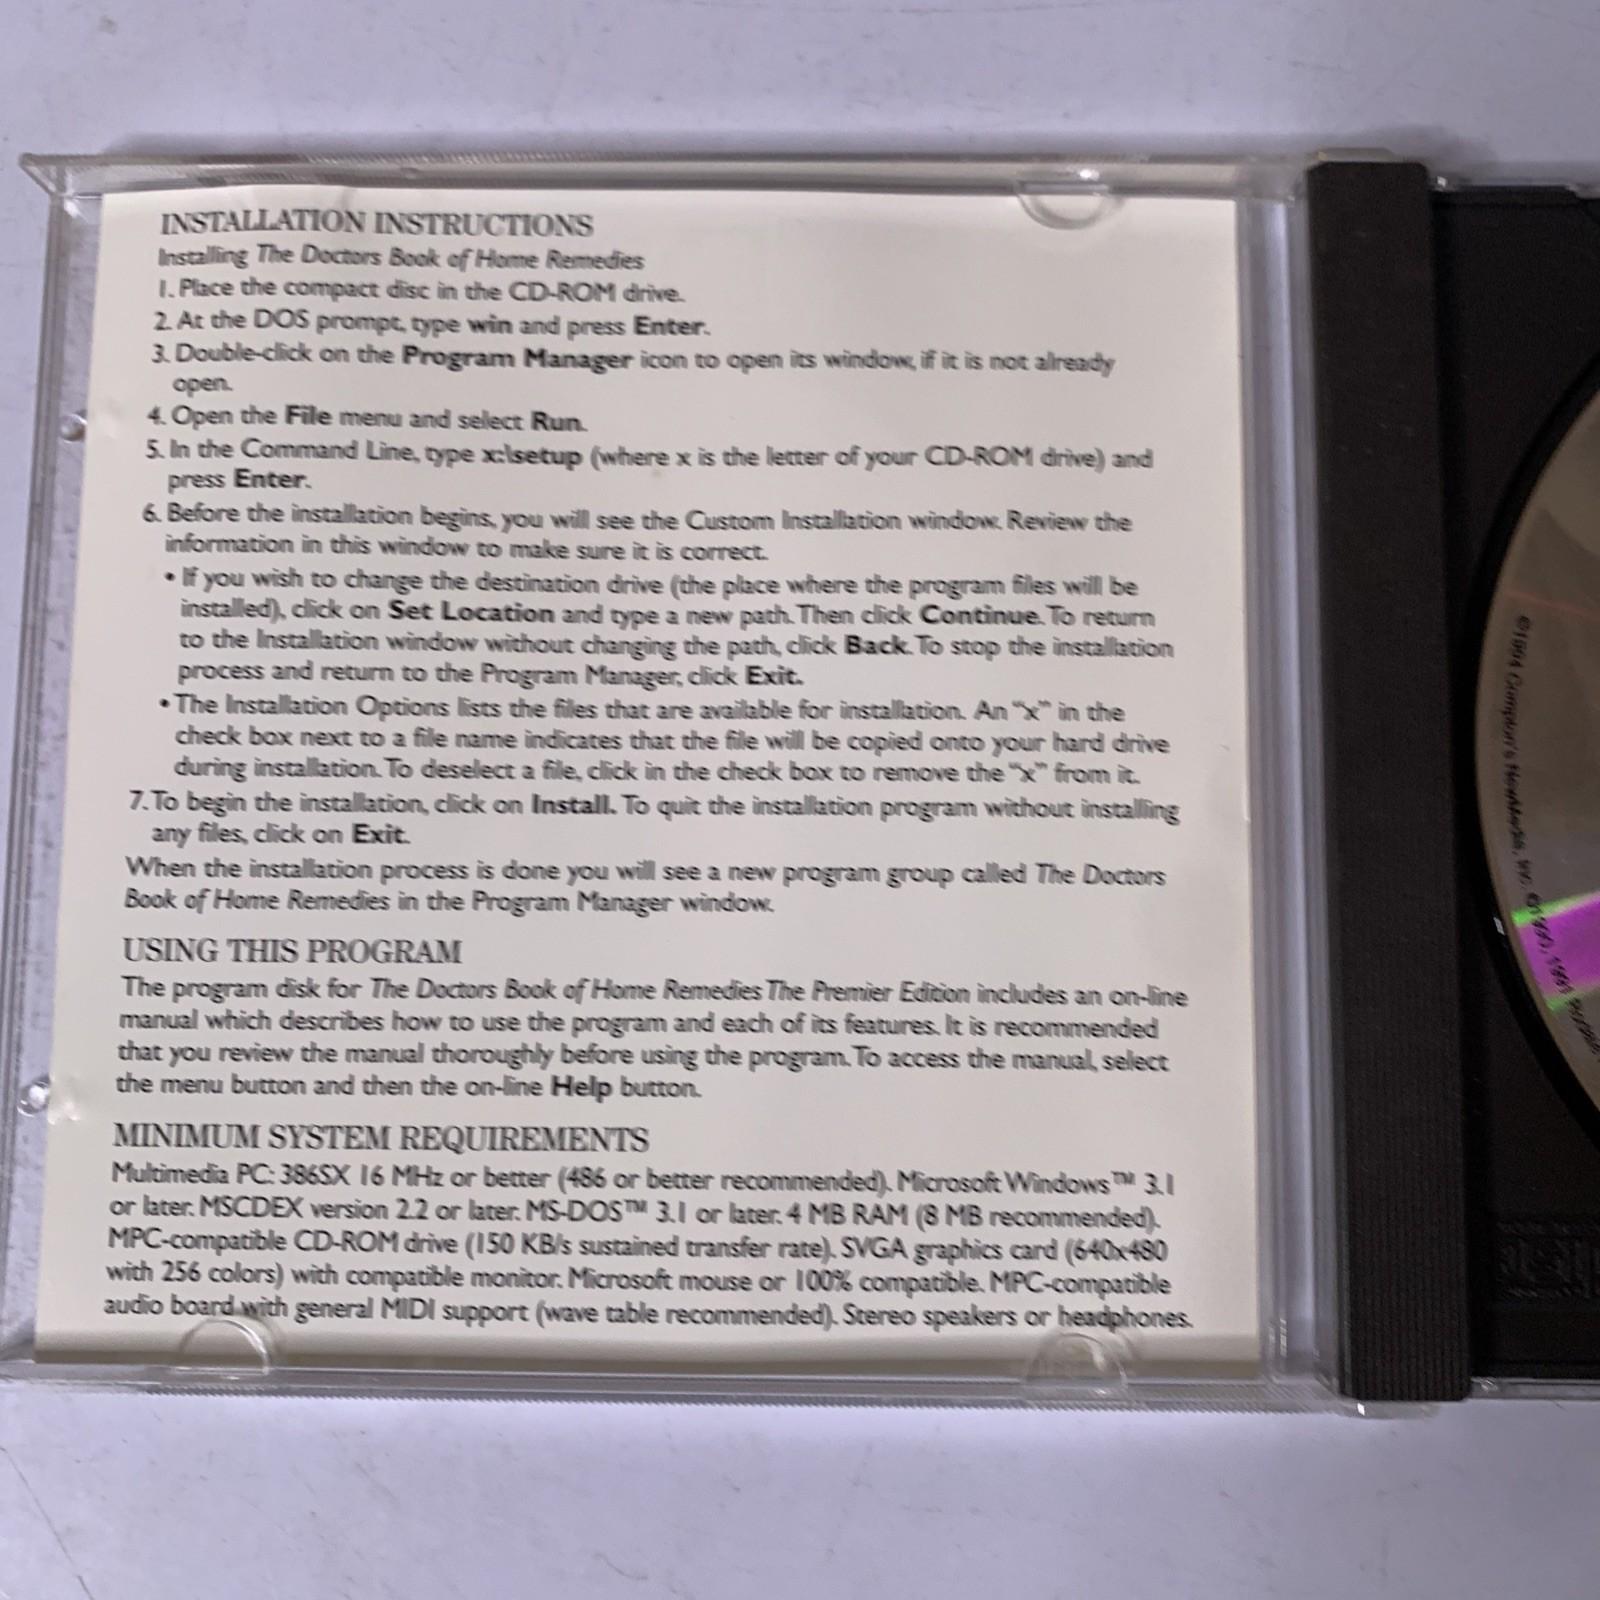 INSTALLATION INSTRUCTIONS
Installing The Doctors Book of Home Remedies
1. Place the compact disc in the CD-ROM drive.
2. At the DOS prompt, type win and press Enter.
3. Double-click on the Program Manager icon to open its window, if it is not already
open.
4. Open the File menu and select Run.
5. In the Command Line, type x:\setup (where x is the letter of your CD-ROM drive) and
press Enter.
6. Before the installation begins, you will see the Custom Installation window. Review the
information in this window to make sure it is correct.
• If you wish to change the destination drive (the place where the program files will be
installed), click on Set Location and type a new path. Then click Continue. To return
to the Installation window without changing the path, click Back. To stop the installation
process and return to the Program Manager, click Exit.
• The Installation Options lists the files that are available for installation. An “x” in the
check box next to a file name indicates that the file will be copied onto your hard drive
during installation. To deselect a file, click in the check box to remove the “x” from it.
7. To begin the installation, click on Install. To quit the installation program without installing
any files, click on Exit.
When the installation process is done you will see a new program group called The Doctors
Book of Home Remedies in the Program Manager window.
USING THIS PROGRAM
The program disk for The Doctors Book of Home Remedies The Premier Edition includes an on-line
manual which describes how to use the program and each of its features. It is recommended
that you review the manual thoroughly before using the program. To access the manual, select
the menu button and then the on-line Help button.
MINIMUM SYSTEM REQUIREMENTS
Multimedia PC: 386SX 16 MHz or better (486 or better recommended). Microsoft Windows™ 3.1
or later. MSCDEX version 2.2 or later. MS-DOS™ 3.1 or later. 4 MB RAM (8 MB recommended).
MPC-compatible CD-ROM drive (150 KB/s sustained transfer rate). SVGA graphics card (640x480
with 256 colors) with compatible monitor. Microsoft mouse or 100% compatible. MPC-compatible
audio board with general MIDI support (wave table recommended). Stereo speakers or headphones.
©1994 Compton's NewMedia, Inc. ©1990, 1991